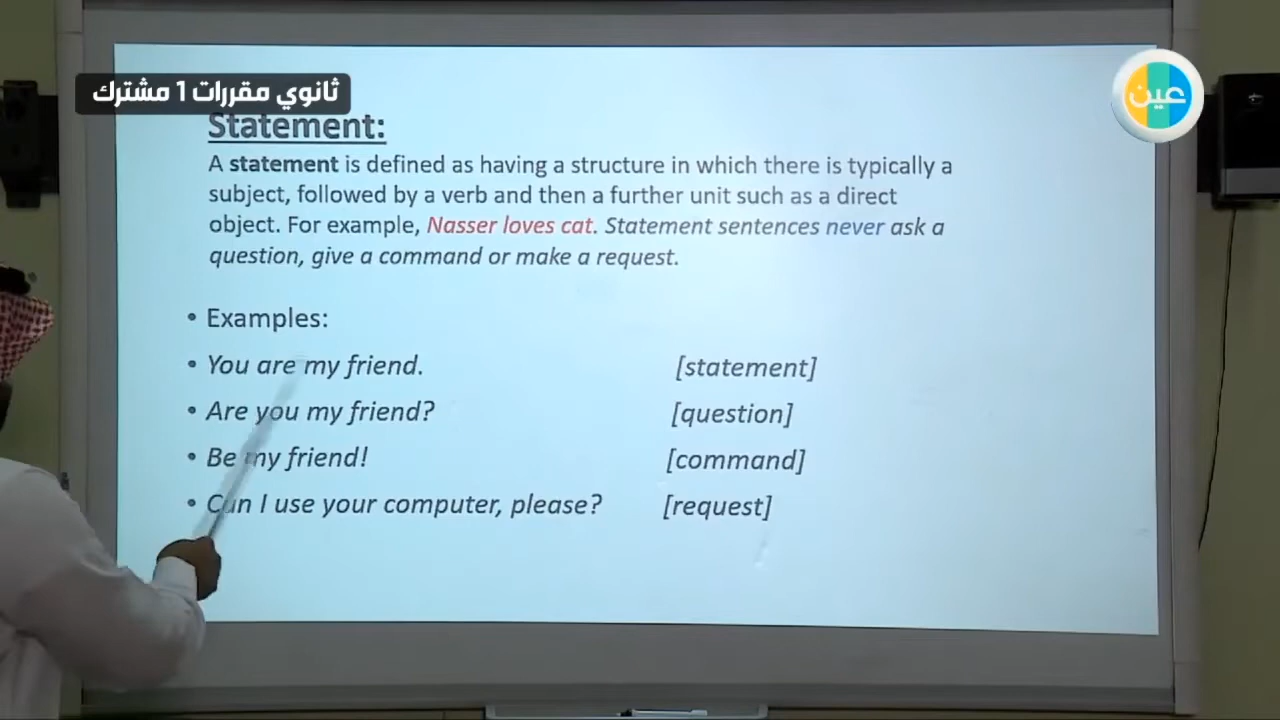 ثانوي مقررات 1 مشترك
عين
Statement:
A statement is defined as having a structure in which there is typically a
subject, followed by a verb and then a further unit such as a direct
object. For example, Nasser loves cat. Statement sentences never ask a
question, give a command or make a request.
• Examples:
• You are my friend. [statement]
• Are you my friend? [question]
• Be my friend! [command]
• Can I use your computer, please? [request]